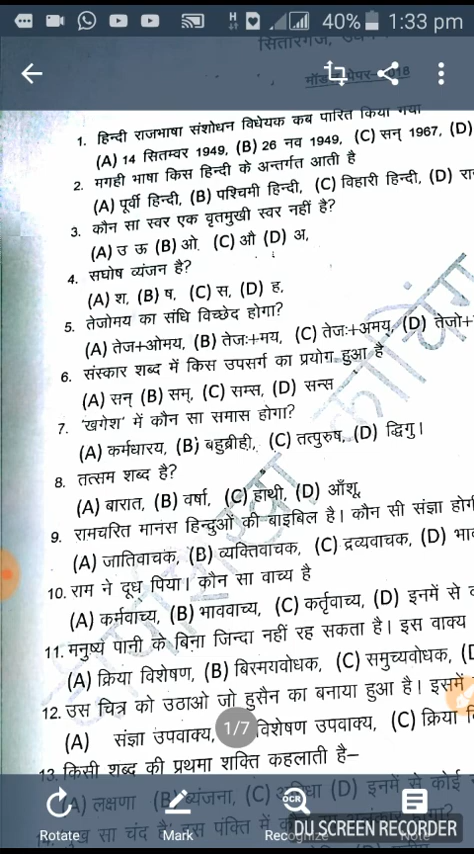 40% 1:33 pm
सितारगंज,
मॉडल पेपर-2018
1. हिन्दी राजभाषा संशोधन विधेयक कब पारित किया गया
(A) 14 सितम्वर 1949, (B) 26 नव 1949, (C) सन् 1967, (D)
2. मगही भाषा किस हिन्दी के अन्तर्गत आती है
(A) पूर्वी हिन्दी, (B) पश्चिमी हिन्दी, (C) विहारी हिन्दी, (D)
3. कौन सा स्वर एक वृतमुखी स्वर नहीं है?
(A) उ ऊ (B) ओ, (C) औ (D) अ,
4. सघोष व्यंजन है?
(A) श, (B) ष, (C) स, (D) ह,
5. तेजोमय का संधि विच्छेद होगा?
(A) तेज+ओमय, (B) तेजः+मय, (C) तेजः+अमय, (D) तेजो+
6. संस्कार शब्द में किस उपसर्ग का प्रयोग हुआ है
(A) सन् (B) सम्, (C) सम्स, (D) सन्स
7. 'खगेश' में कौन सा समास होगा?
(A) कर्मधारय, (B) बहुव्रीही, (C) तत्पुरुष, (D) द्विगु।
8. तत्सम शब्द है?
(A) बारात, (B) वर्षा, (C) हाथी, (D) आँशू,
9. रामचरित मानस हिन्दुओं की बाइबिल है। कौन सी संज्ञा
(A) जातिवाचक, (B) व्यक्तिवाचक, (C) द्रव्यवाचक, (D)
10. राम ने दूध पिया। कौन सा वाच्य है
(A) कर्मवाच्य, (B) भाववाच्य, (C) कर्तृवाच्य, (D) इनमें से
11. मनुष्य पानी के बिना जिन्दा नहीं रह सकता है। इस वाक्य
(A) क्रिया विशेषण, (B) बिस्मयवोधक, (C) समुच्यवोधक,
12. उस चित्र को उठाओ जो हुसैन का बनाया हुआ है। इसमें
(A) संज्ञा उपवाक्य, 1/7 विशेषण उपवाक्य, (C) क्रिया
13. किसी शब्द की प्रथमा शक्ति कहलाती है–
(A) लक्षणा (B) ब्यंजना, (C) अभिधा (D) इनमें से कोई
Rotate Mark OCR
DU SCREEN RECORDER